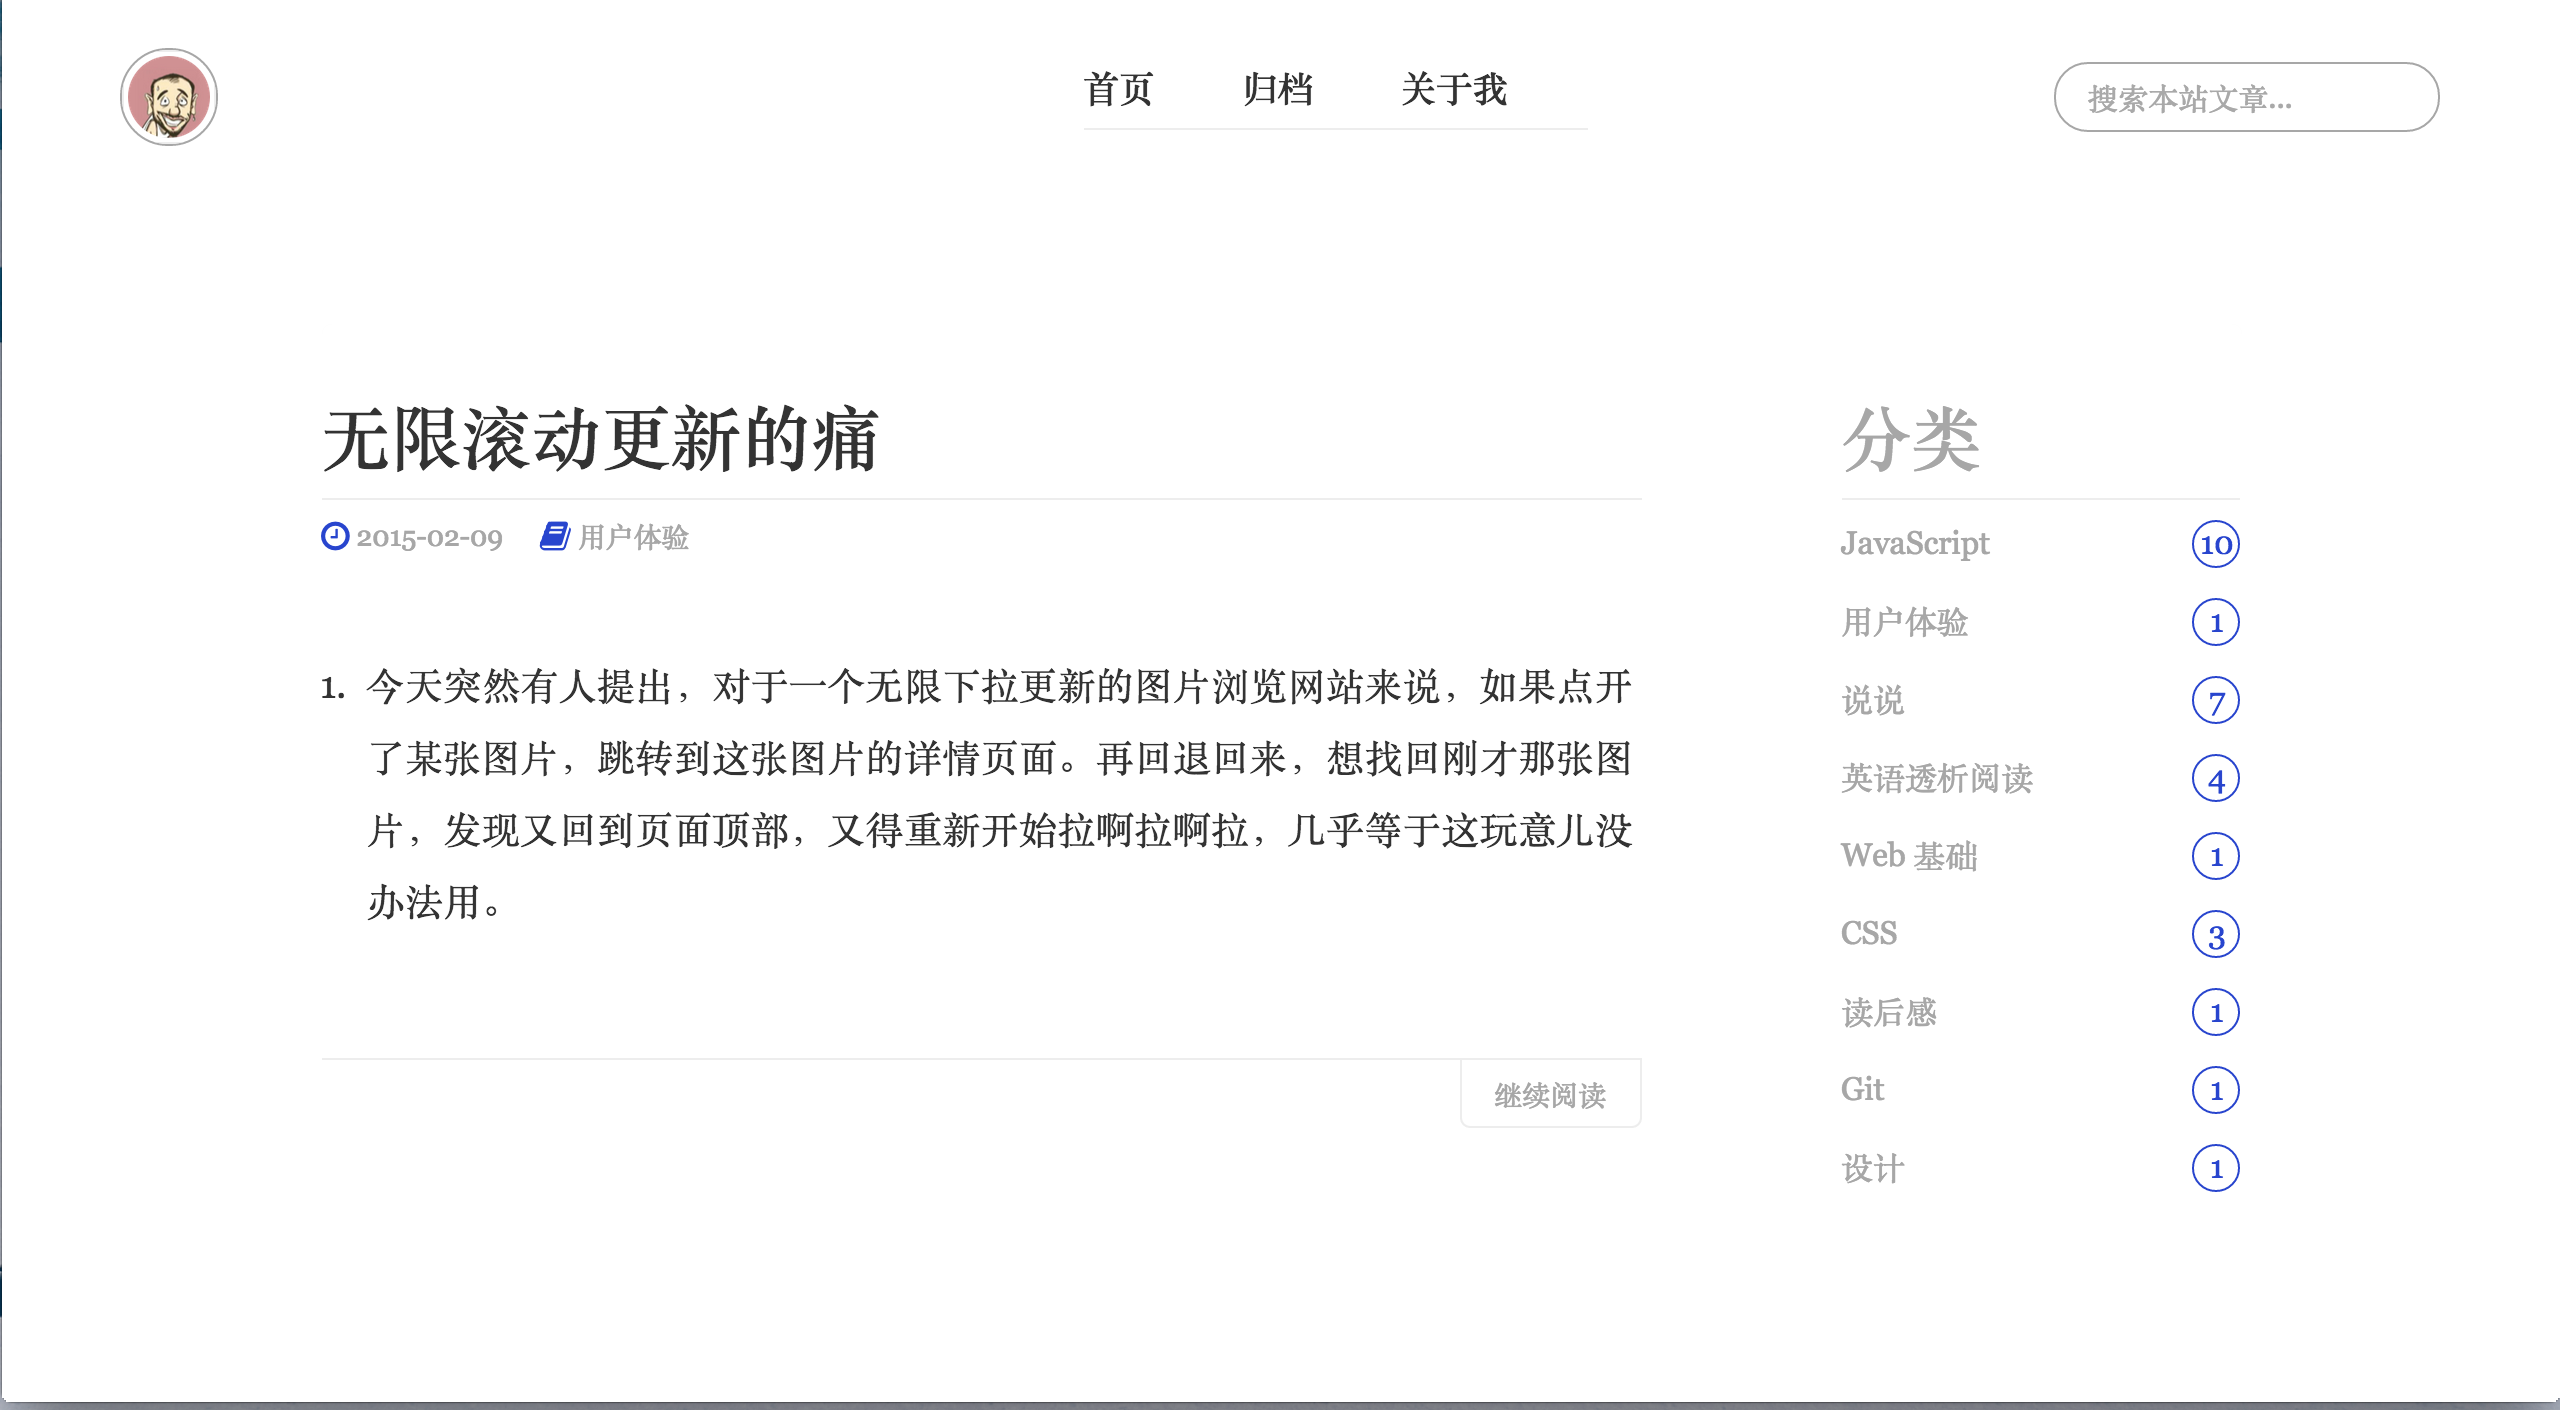 首页 归档 关于我
搜索本站文章...
无限滚动更新的痛
2015-02-09 用户体验
1. 今天突然有人提出，对于一个无限下拉更新的图片浏览网站来说，如果点开
了某张图片，跳转到这张图片的详情页面。再回退回来，想找回刚才那张图
片，发现又回到页面顶部，又得重新开始拉啊拉啊拉，几乎等于这玩意儿没
办法用。
继续阅读
分类
JavaScript 10
用户体验 1
说说 7
英语透析阅读 4
Web 基础 1
CSS 3
读后感 1
Git 1
设计 1